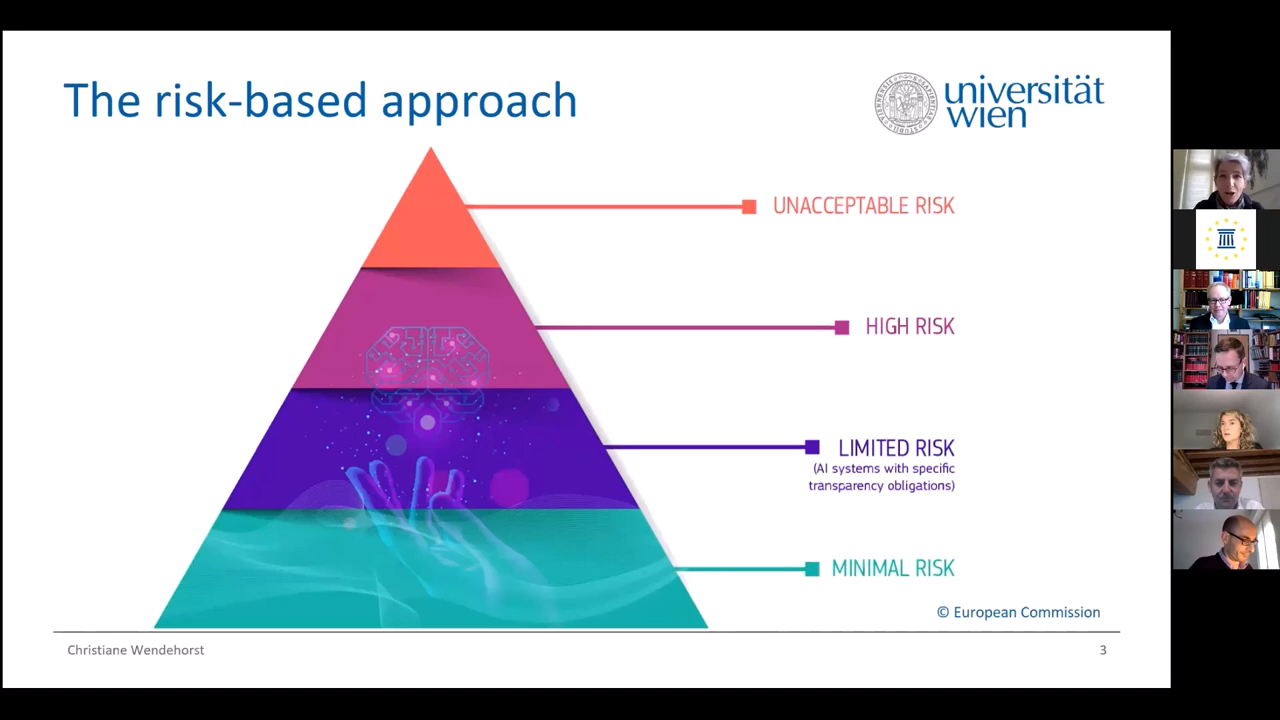 The risk-based approach
universität
wien
UNACCEPTABLE RISK
HIGH RISK
LIMITED RISK
(AI systems with specific
transparency obligations)
MINIMAL RISK
© European Commission
Christiane Wendehorst
3